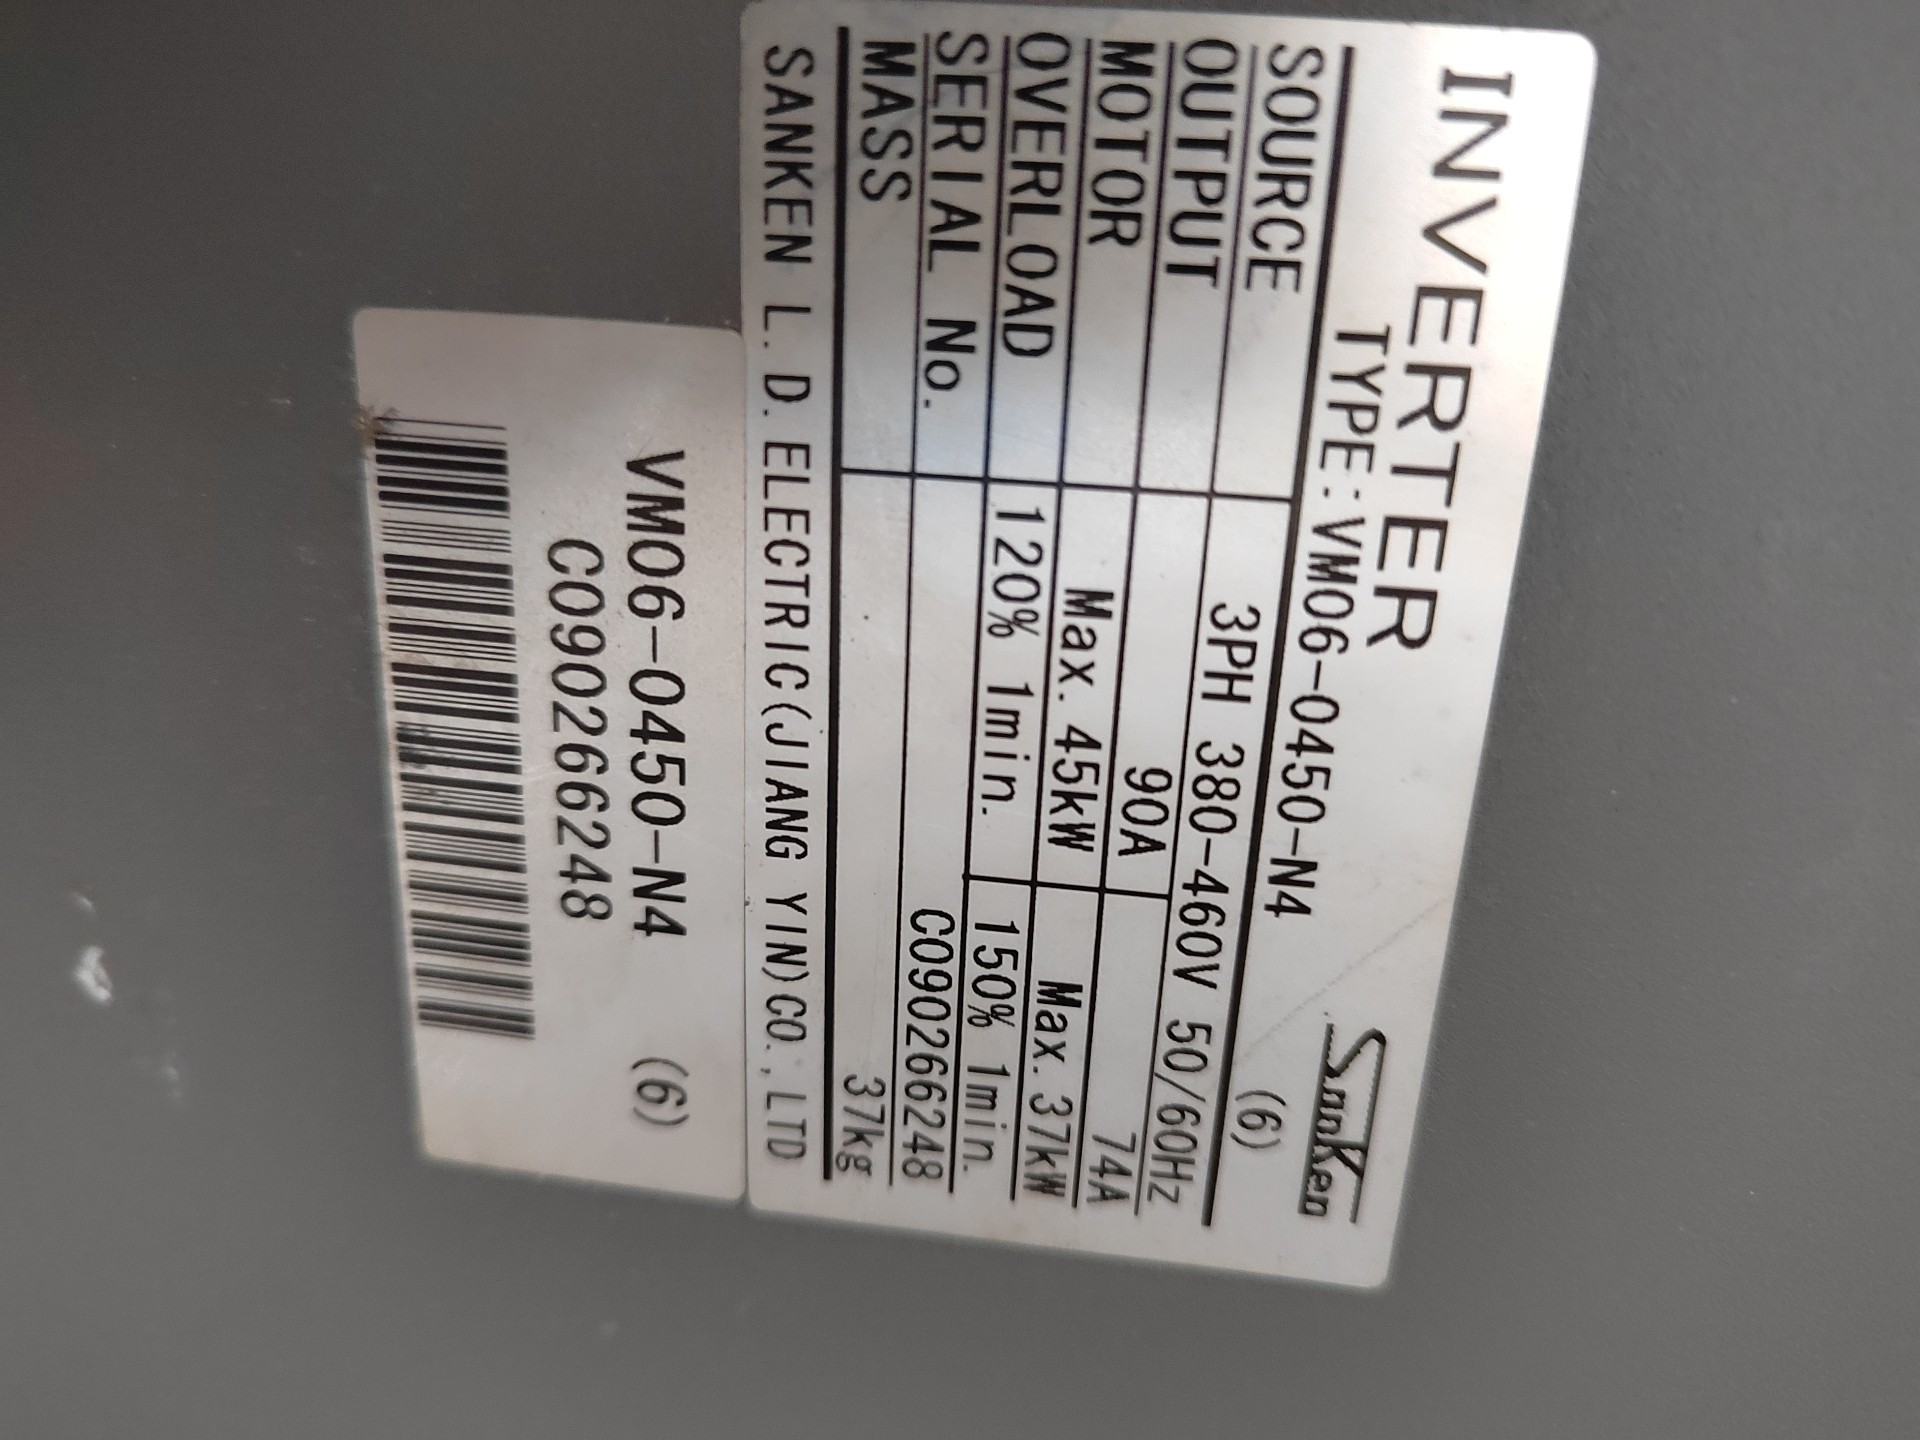 INVERTER
SanKen
TYPE:VM06-0450-N4 (6)
SOURCE 3PH 380-460V 50/60Hz
OUTPUT 90A 74A
MOTOR Max. 45kW Max. 37kW
OVERLOAD 120% 1min. 150% 1min.
SERIAL No. C090266248
MASS 37kg
SANKEN L. D. ELECTRIC(JIANG YIN)CO.,LTD
VM06-0450-N4 (6)
C090266248